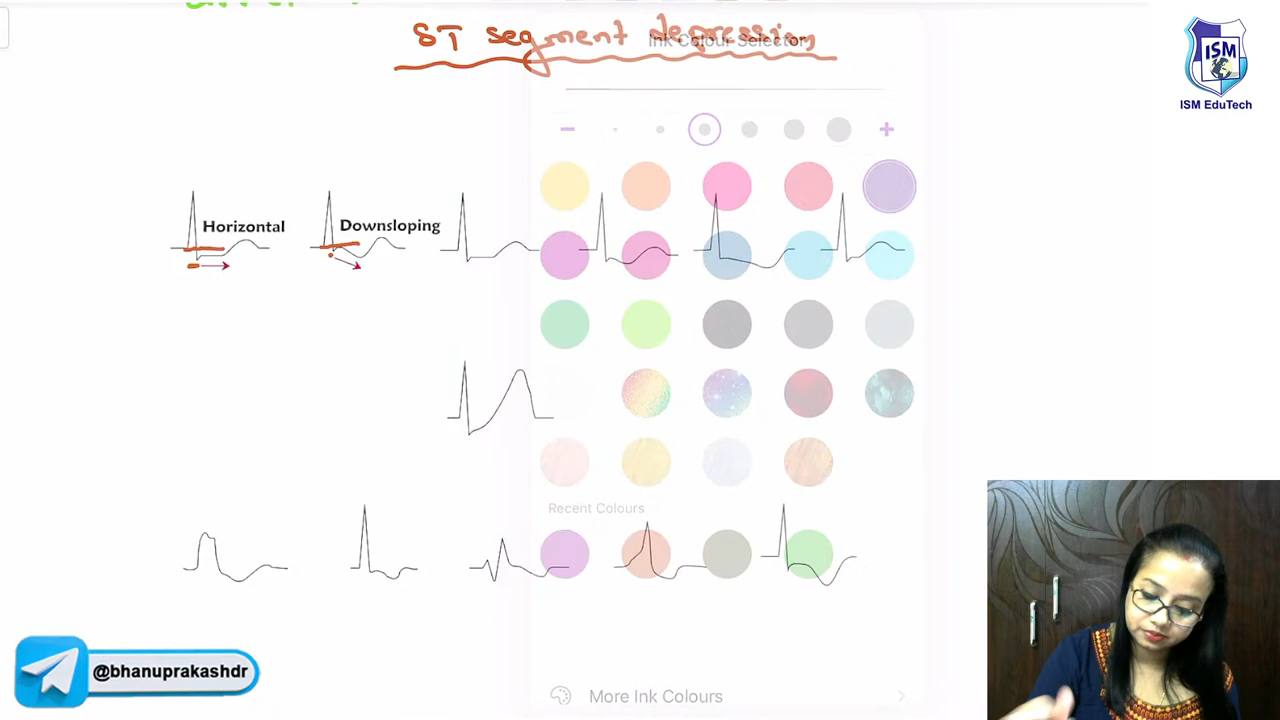 ST segment depression
Ink Colour Selector
ISM
ISM EduTech
Horizontal
Downsloping
Recent Colours
@bhanuprakashdr
More Ink Colours